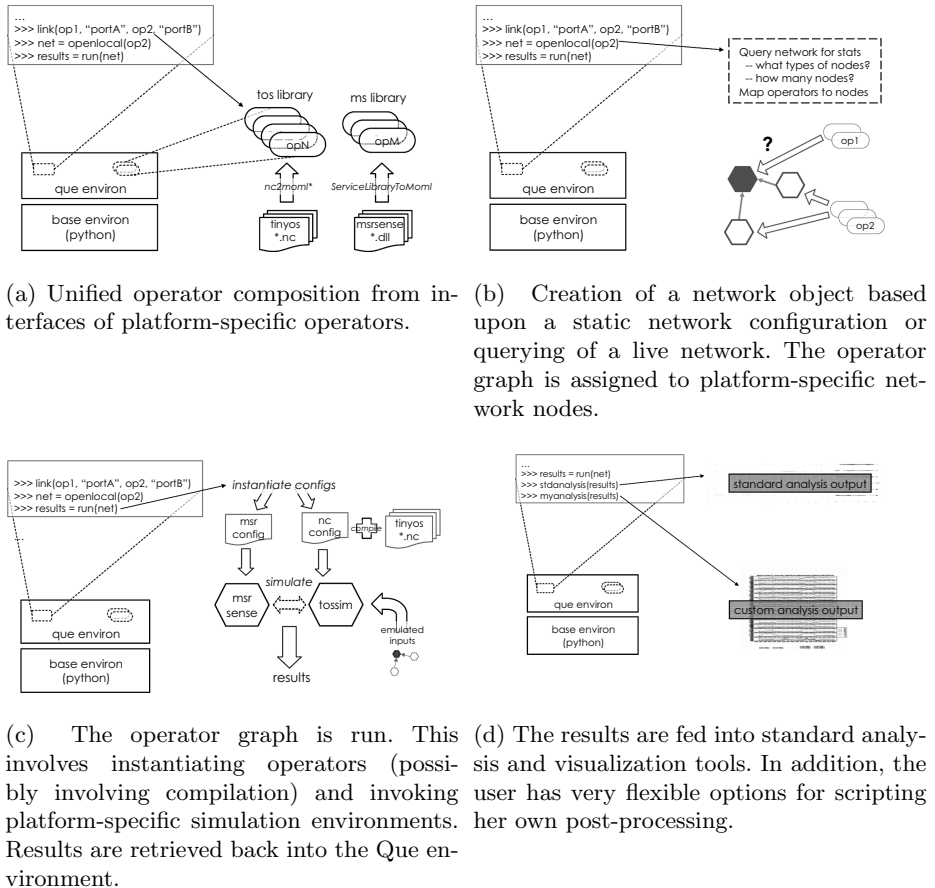 ...
>>> link(op1, “portA”, op2, “portB”)
>>> net = openlocal(op2)
>>> results = run(net)
tos library
ms library
opN
opM
que environ
nc2moml*
ServiceLibraryToMoml
base environ
(python)
tinyos
*.nc
msrsense
*.dll
(a) Unified operator composition from in-
terfaces of platform-specific operators.
...
>>> link(op1, “portA”, op2, “portB”)
>>> net = openlocal(op2)
>>> results = run(net)
Query network for stats
-- what types of nodes?
-- how many nodes?
Map operators to nodes
?
op1
op2
que environ
base environ
(python)
(b) Creation of a network object based
upon a static network configuration or
querying of a live network. The operator
graph is assigned to platform-specific net-
work nodes.
>>> link(op1, “portA”, op2, “portB”)
>>> net = openlocal(op2)
>>> results = run(net)
...
instantiate configs
msr
config
nc
config
compile
tinyos
*.nc
simulate
msr
sense
tossim
emulated
inputs
results
que environ
base environ
(python)
(c) The operator graph is run. This
involves instantiating operators (possi-
bly involving compilation) and invoking
platform-specific simulation environments.
Results are retrieved back into the Que en-
vironment.
...
>>> results = run(net)
>>> stdanalysis(results)
>>> myanalysis(results)
standard analysis output
custom analysis output
que environ
base environ
(python)
(d) The results are fed into standard analy-
sis and visualization tools. In addition, the
user has very flexible options for scripting
her own post-processing.